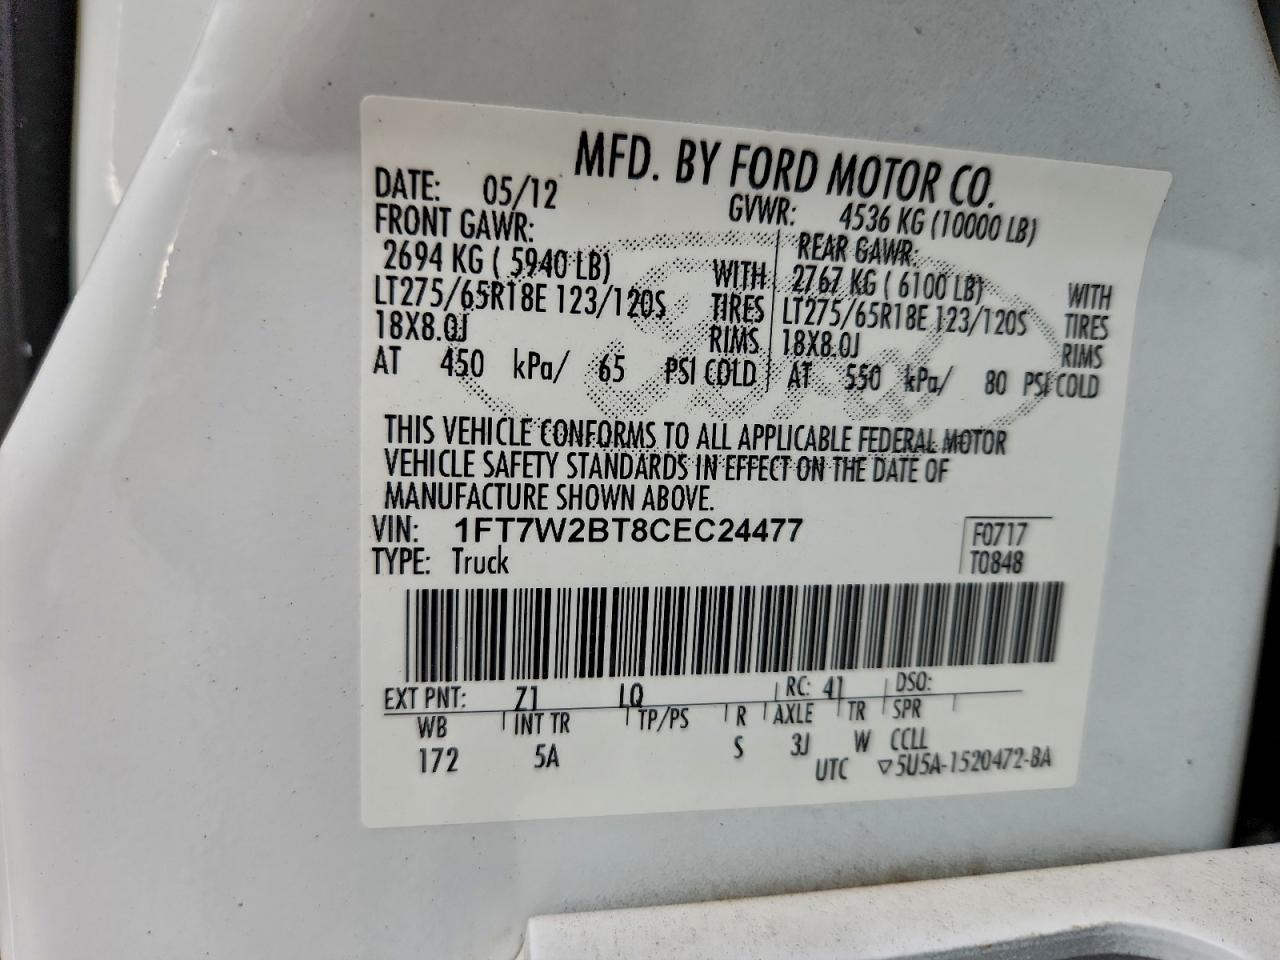 MFD. BY FORD MOTOR CO.
DATE: 05/12 GVWR: 4536 KG (10000 LB)
FRONT GAWR: REAR GAWR:
2694 KG ( 5940 LB) WITH 2767 KG ( 6100 LB) WITH
LT275/65R18E 123/120S TIRES LT275/65R18E 123/120S TIRES
18X8.0J RIMS 18X8.0J RIMS
AT 450 kPa/ 65 PSI COLD AT 550 kPa/ 80 PSI COLD
THIS VEHICLE CONFORMS TO ALL APPLICABLE FEDERAL MOTOR
VEHICLE SAFETY STANDARDS IN EFFECT ON THE DATE OF
MANUFACTURE SHOWN ABOVE.
VIN: 1FT7W2BT8CEC24477 F0717
TYPE: Truck T0848
EXT PNT: Z1 LQ RC: 41 DSO:
WB INT TR TP/PS R AXLE TR SPR
172 5A S 3J W CCLL
UTC ▽5U5A-1520472-BA